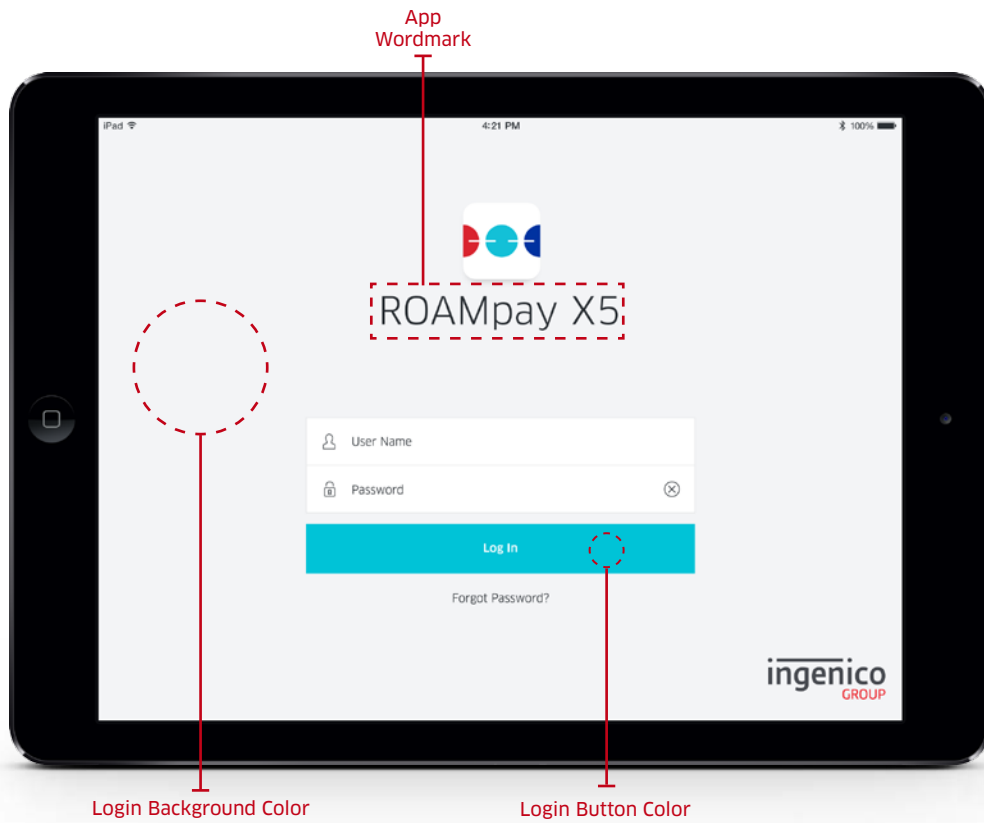 App
Wordmark
iPad 4:21 PM 100%
ROAMpay X5
User Name
Password
Log In
Forgot Password?
ingenico
GROUP
Login Background Color
Login Button Color